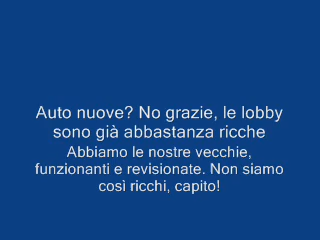 Auto nuove? No grazie, le lobby
sono già abbastanza ricche
Abbiamo le nostre vecchie,
funzionanti e revisionate. Non siamo
così ricchi, capito!